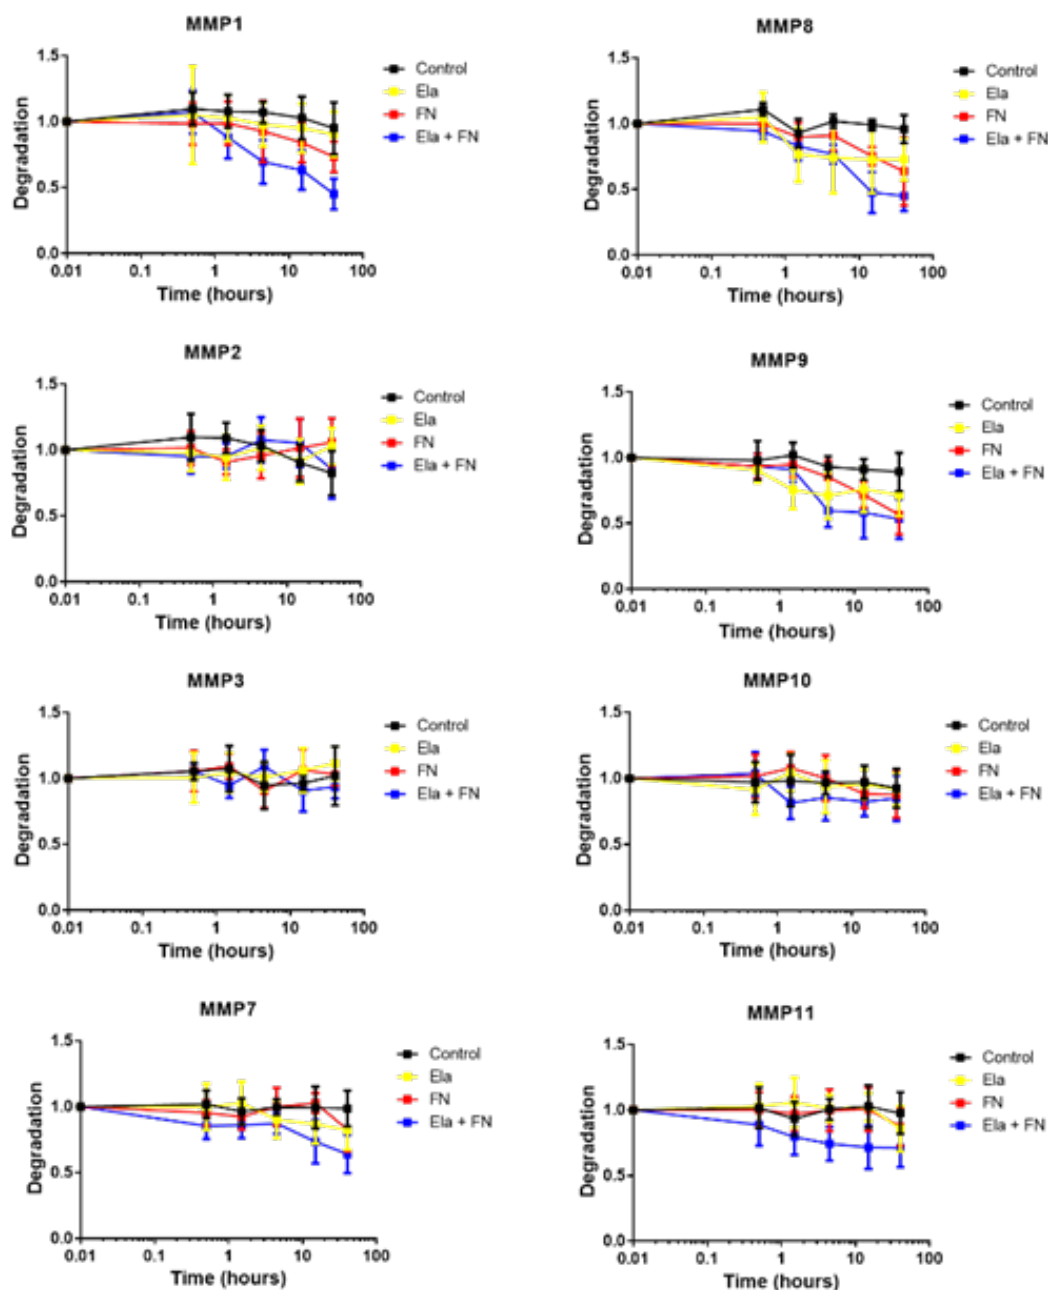 MMP1
Degradation
1.5
1.0
0.5
0.0
0.01 0.1 1 10 100
Time (hours)
Control
Ela
FN
Ela + FN
MMP8
Degradation
1.5
1.0
0.5
0.0
0.01 0.1 1 10 100
Time (hours)
Control
Ela
FN
Ela + FN
MMP2
Degradation
1.5
1.0
0.5
0.0
0.01 0.1 1 10 100
Time (hours)
Control
Ela
FN
Ela + FN
MMP9
Degradation
1.5
1.0
0.5
0.0
0.01 0.1 1 10 100
Time (hours)
Control
Ela
FN
Ela + FN
MMP3
Degradation
1.5
1.0
0.5
0.0
0.01 0.1 1 10 100
Time (hours)
Control
Ela
FN
Ela + FN
MMP10
Degradation
1.5
1.0
0.5
0.0
0.01 0.1 1 10 100
Time (hours)
Control
Ela
FN
Ela + FN
MMP7
Degradation
1.5
1.0
0.5
0.0
0.01 0.1 1 10 100
Time (hours)
Control
Ela
FN
Ela + FN
MMP11
Degradation
1.5
1.0
0.5
0.0
0.01 0.1 1 10 100
Time (hours)
Control
Ela
FN
Ela + FN